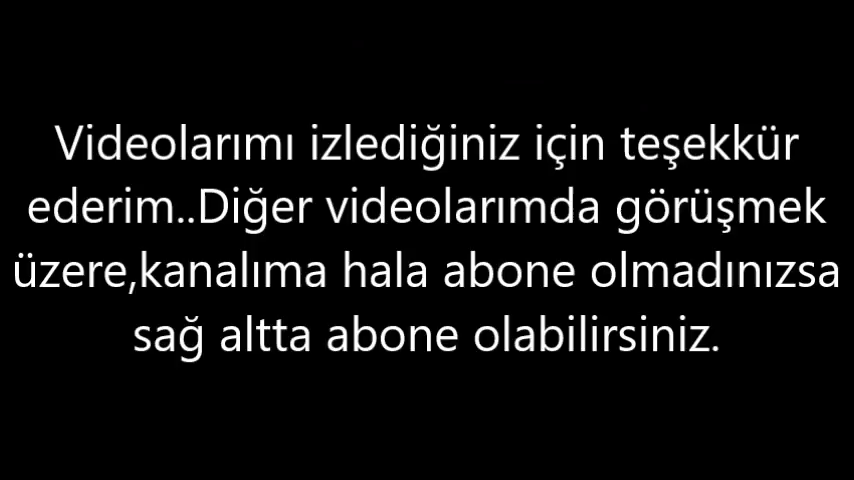 Videolarımı izlediğiniz için teşekkür
ederim..Diğer videolarımda görüşmek
üzere,kanalıma hala abone olmadınızsa
sağ altta abone olabilirsiniz.